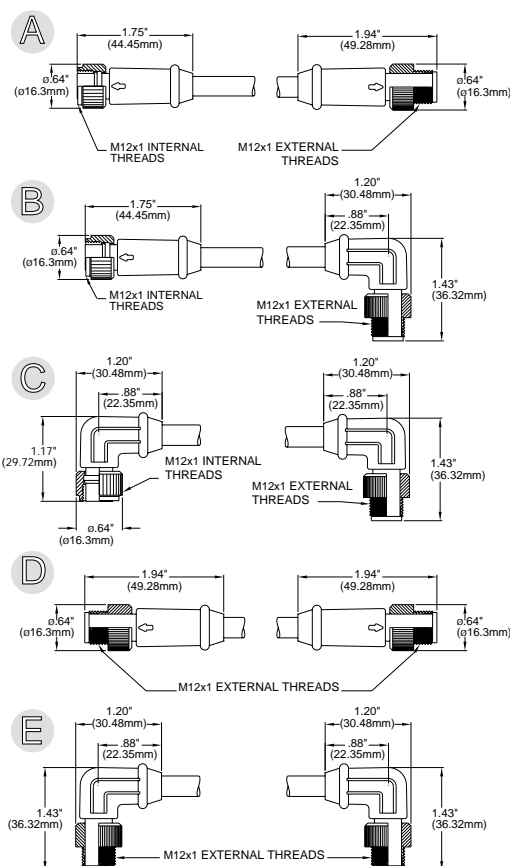 A
1.75"
(44.45mm)
1.94"
(49.28mm)
ø.64"
(ø16.3mm)
ø.64"
(ø16.3mm)
M12x1 INTERNAL
THREADS
M12x1 EXTERNAL
THREADS
B
1.75"
(44.45mm)
1.20"
(30.48mm)
.88"
(22.35mm)
ø.64"
(ø16.3mm)
1.43"
(36.32mm)
M12x1 INTERNAL
THREADS
M12x1 EXTERNAL
THREADS
C
1.20"
(30.48mm)
.88"
(22.35mm)
1.20"
(30.48mm)
.88"
(22.35mm)
1.17"
(29.72mm)
M12x1 INTERNAL
THREADS
1.43"
(36.32mm)
M12x1 EXTERNAL
THREADS
ø.64"
(ø16.3mm)
D
1.94"
(49.28mm)
1.94"
(49.28mm)
ø.64"
(ø16.3mm)
ø.64"
(ø16.3mm)
M12x1 EXTERNAL THREADS
E
1.20"
(30.48mm)
.88"
(22.35mm)
1.20"
(30.48mm)
.88"
(22.35mm)
1.43"
(36.32mm)
1.43"
(36.32mm)
M12x1 EXTERNAL THREADS